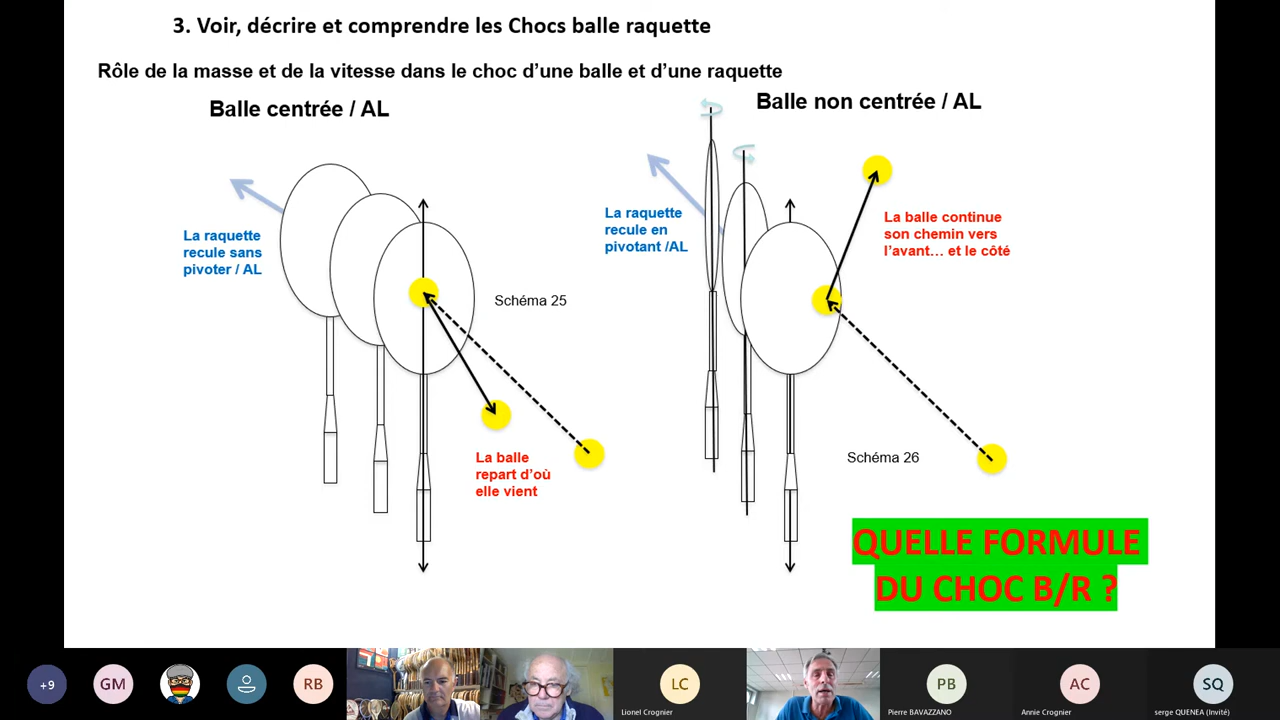 3. Voir, décrire et comprendre les Chocs balle raquette
Rôle de la masse et de la vitesse dans le choc d’une balle et d’une raquette
Balle centrée / AL
Balle non centrée / AL
La raquette
recule sans
pivoter / AL
Schéma 25
La balle
repart d’où
elle vient
La raquette
recule en
pivotant /AL
La balle continue
son chemin vers
l’avant… et le côté
Schéma 26
QUELLE FORMULE
DU CHOC B/R ?
+9
GM
RB
LC
Lionel Crognier
PB
Pierre BAVAZZANO
AC
Annie Crognier
SQ
serge QUENEA (Invité)